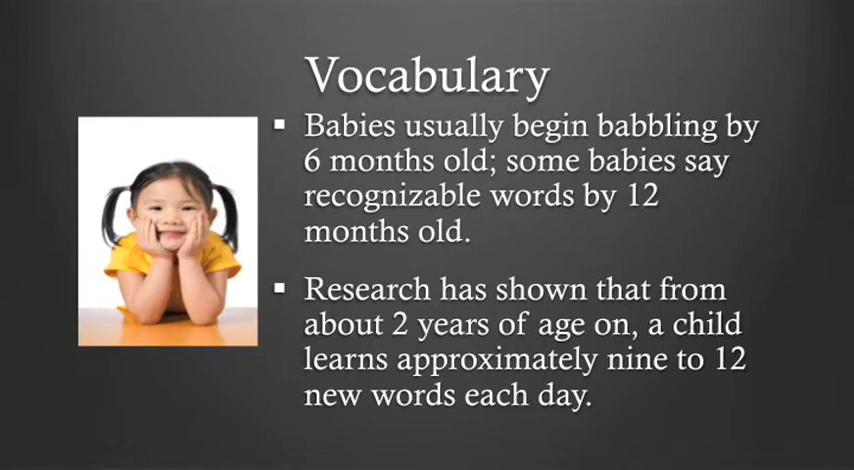 Vocabulary
▪ Babies usually begin babbling by
6 months old; some babies say
recognizable words by 12
months old.
▪ Research has shown that from
about 2 years of age on, a child
learns approximately nine to 12
new words each day.